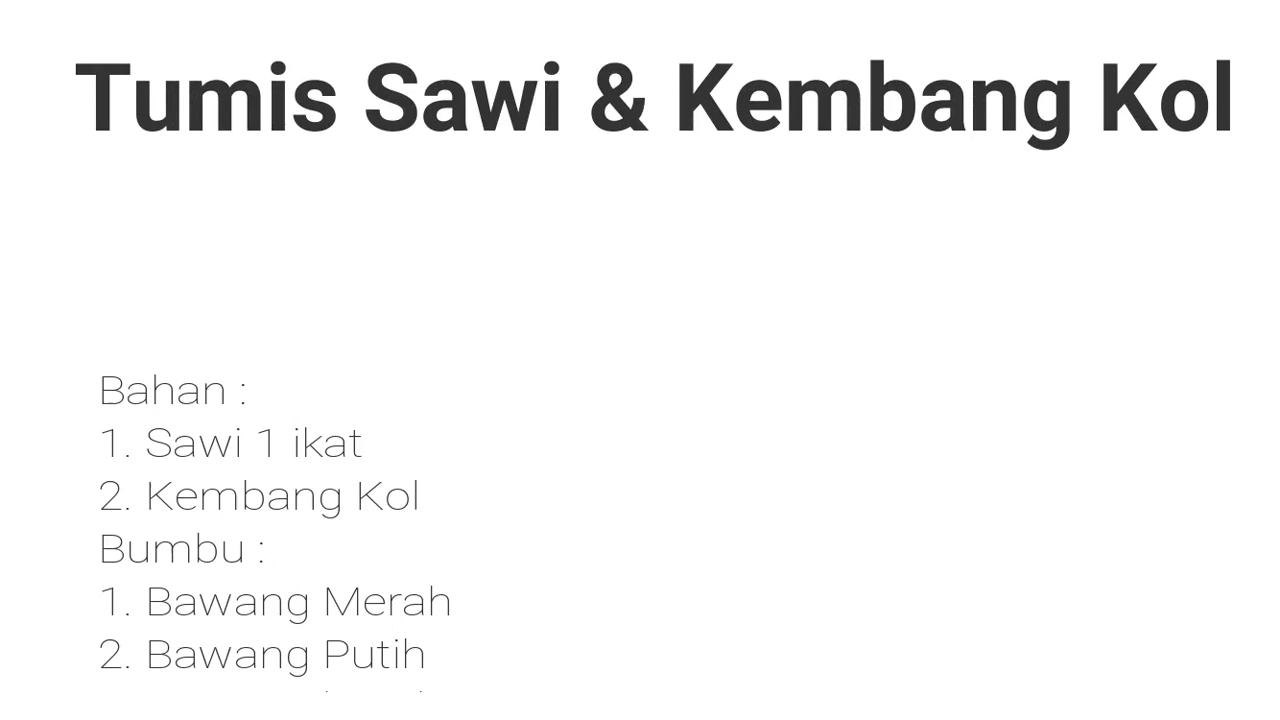 Tumis Sawi & Kembang Kol
Bahan :
1. Sawi 1 ikat
2. Kembang Kol
Bumbu :
1. Bawang Merah
2. Bawang Putih